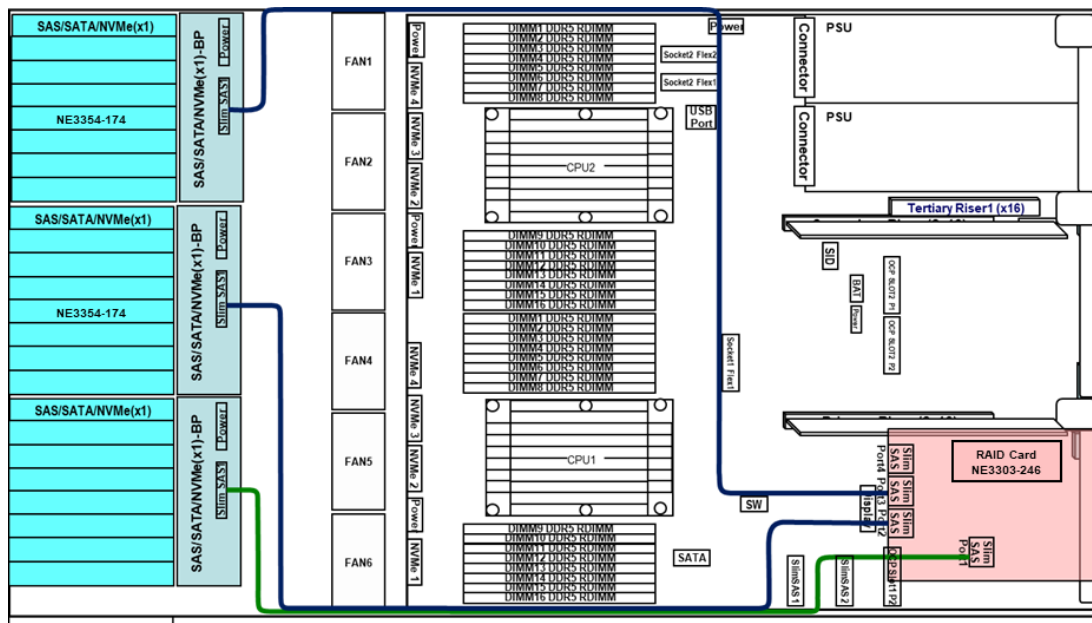 SAS/SATA/NVMe(x1)
NE3354-174
SAS/SATA/NVMe(x1)-BP
Power
Slim SAS1
SAS/SATA/NVMe(x1)
NE3354-174
SAS/SATA/NVMe(x1)-BP
Power
Slim SAS1
SAS/SATA/NVMe(x1)
SAS/SATA/NVMe(x1)-BP
Power
Slim SAS1
FAN1
FAN2
FAN3
FAN4
FAN5
FAN6
Power
NVMe 4
NVMe 3
NVMe 2
Power
NVMe 1
NVMe 4
NVMe 3
NVMe 2
Power
NVMe 1
DIMM1 DDR5 RDIMM
DIMM2 DDR5 RDIMM
DIMM3 DDR5 RDIMM
DIMM4 DDR5 RDIMM
DIMM5 DDR5 RDIMM
DIMM6 DDR5 RDIMM
DIMM7 DDR5 RDIMM
DIMM8 DDR5 RDIMM
CPU2
DIMM9 DDR5 RDIMM
DIMM10 DDR5 RDIMM
DIMM11 DDR5 RDIMM
DIMM12 DDR5 RDIMM
DIMM13 DDR5 RDIMM
DIMM14 DDR5 RDIMM
DIMM15 DDR5 RDIMM
DIMM16 DDR5 RDIMM
DIMM1 DDR5 RDIMM
DIMM2 DDR5 RDIMM
DIMM3 DDR5 RDIMM
DIMM4 DDR5 RDIMM
DIMM5 DDR5 RDIMM
DIMM6 DDR5 RDIMM
DIMM7 DDR5 RDIMM
DIMM8 DDR5 RDIMM
CPU1
DIMM9 DDR5 RDIMM
DIMM10 DDR5 RDIMM
DIMM11 DDR5 RDIMM
DIMM12 DDR5 RDIMM
DIMM13 DDR5 RDIMM
DIMM14 DDR5 RDIMM
DIMM15 DDR5 RDIMM
DIMM16 DDR5 RDIMM
Power
Socket2 Flex2
Socket2 Flex1
USB
Port
Socket1 Flex1
SW
SATA
Connector
PSU
Connector
PSU
Tertiary Riser1 (x16)
SID
BAT
Power
OCP SLOT2 P1
OCP SLOT2 P2
RAID Card
NE3303-246
Slim
SAS
Port4
Slim
SAS
Port3
Slim
SAS
Port2
Slim
SAS
Port1
Display
SlimSAS1
SlimSAS2
OCP Slot1 P2